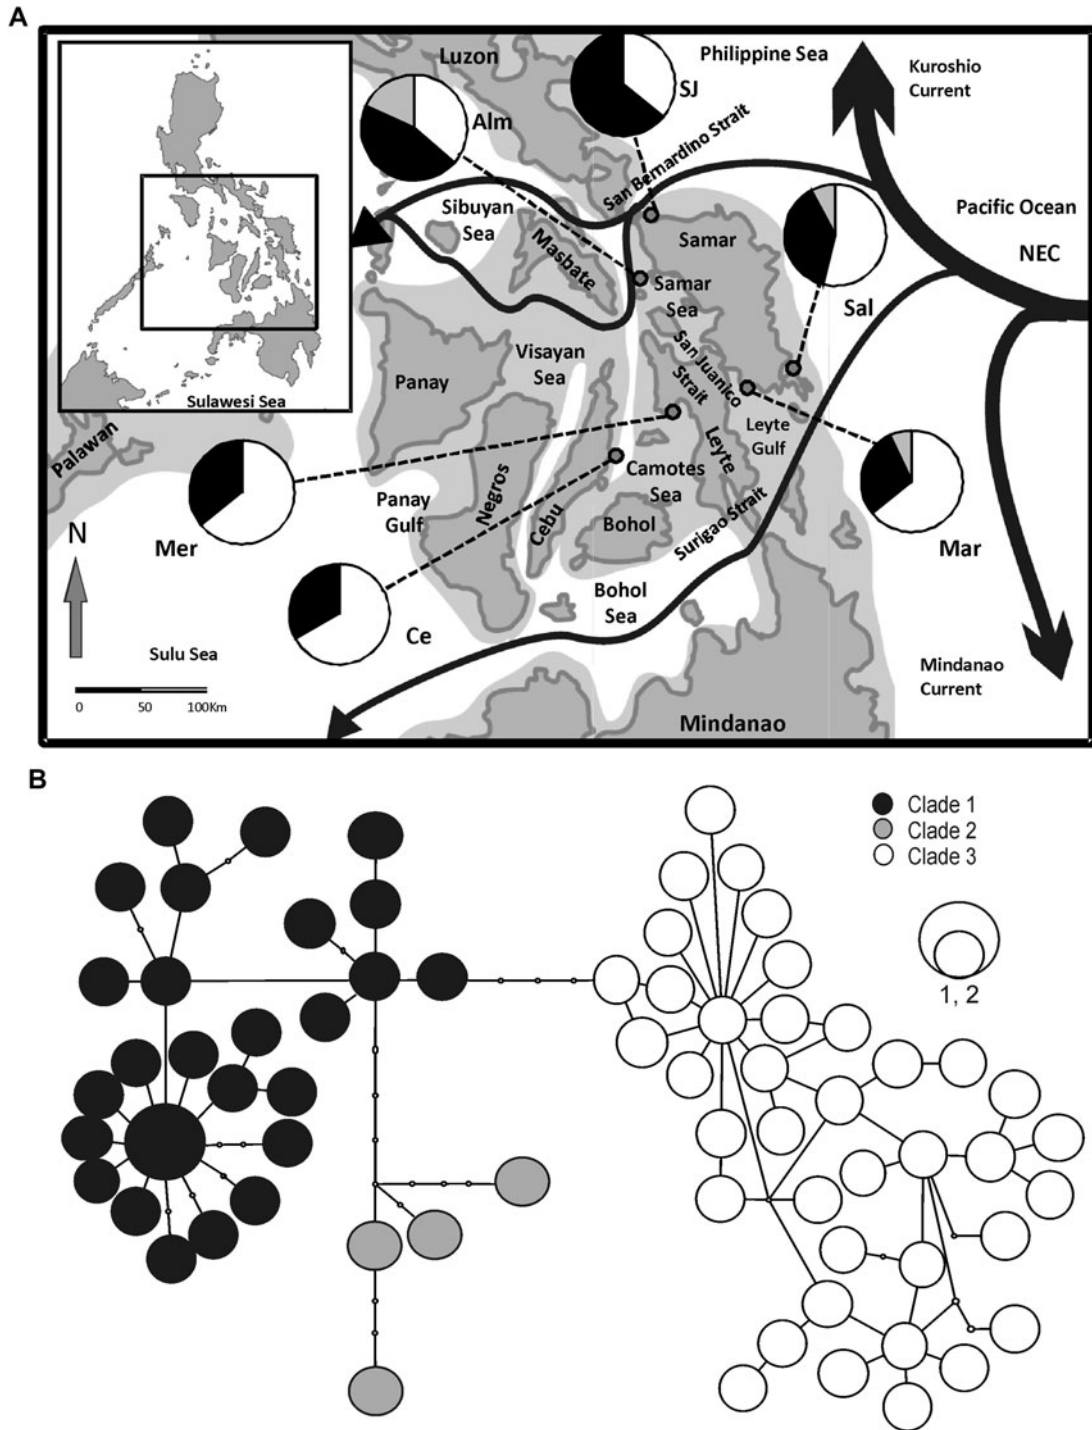 A
Luzon
Philippine Sea
Kuroshio
Current
SJ
Alm
San Bernardino Strait
Pacific Ocean
NEC
Sibuyan
Sea
Masbate
Samar
Samar
Sea
Sal
Visayan
Sea
San Juanico
Strait
Panay
Sulawesi Sea
Palawan
Leyte
Gulf
Leyte
Negros
Cebu
Camotes
Sea
Panay
Gulf
Bohol
Surigao Strait
N
Mer
Mar
Bohol
Sea
Ce
Sulu Sea
Mindanao
Current
0 50 100Km
Mindanao
B
Clade 1
Clade 2
Clade 3
1, 2